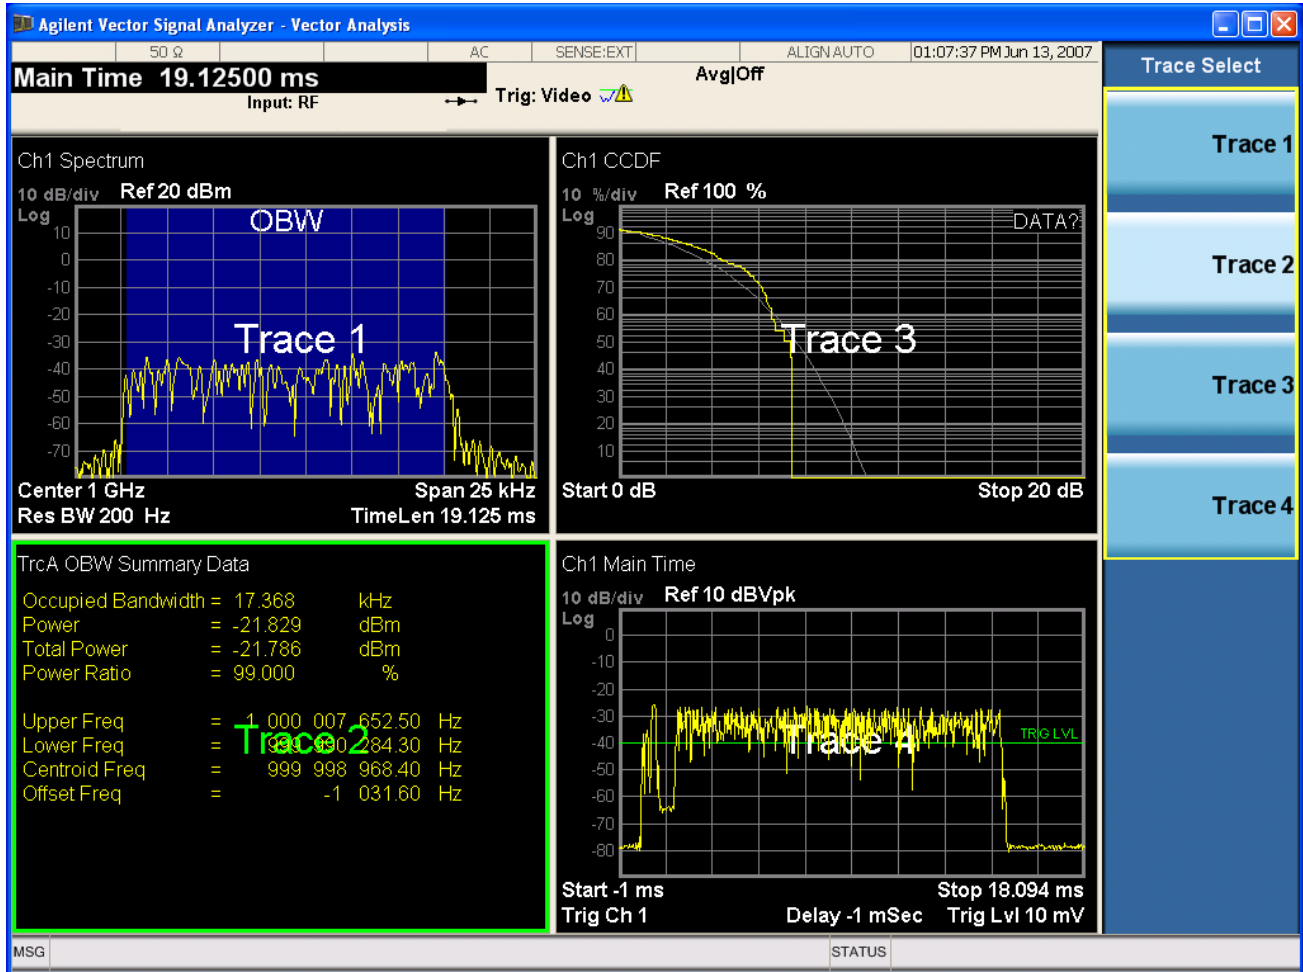 Agilent Vector Signal Analyzer - Vector Analysis
50 Ω AC SENSE:EXT ALIGN AUTO 01:07:37 PM Jun 13, 2007
Main Time 19.12500 ms
Input: RF
Trig: Video
Avg|Off
Trace Select
Trace 1
Trace 2
Trace 3
Trace 4
Ch1 Spectrum
10 dB/div Ref 20 dBm
Log
OBW
10
0
-10
-20
-30
-40
-50
-60
-70
Trace 1
Center 1 GHz Span 25 kHz
Res BW 200 Hz TimeLen 19.125 ms
Ch1 CCDF
10 %/div Ref 100 %
Log
DATA?
90
80
70
60
50
40
30
20
10
Trace 3
Start 0 dB Stop 20 dB
TrcA OBW Summary Data
Occupied Bandwidth = 17.368 kHz
Power = -21.829 dBm
Total Power = -21.786 dBm
Power Ratio = 99.000 %
Upper Freq = 1 000 007 652.50 Hz
Trace 2
Lower Freq = 999 990 284.30 Hz
Centroid Freq = 999 998 968.40 Hz
Offset Freq = -1 031.60 Hz
Ch1 Main Time
10 dB/div Ref 10 dBVpk
Log
0
-10
-20
-30
-40
-50
-60
-70
-80
TRIG LVL
Trace 4
Start -1 ms Stop 18.094 ms
Trig Ch 1 Delay -1 mSec Trig Lvl 10 mV
MSG STATUS